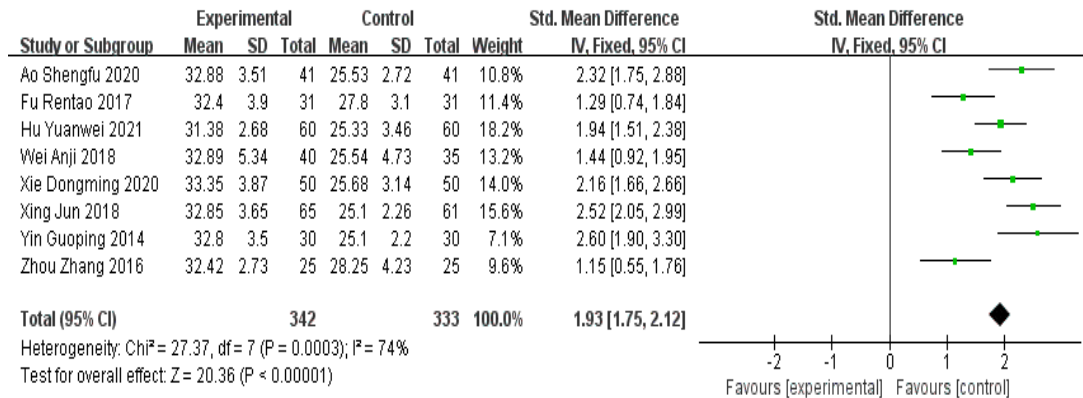 Experimental Control Std. Mean Difference Std. Mean Difference
Study or Subgroup Mean SD Total Mean SD Total Weight IV, Fixed, 95% CI IV, Fixed, 95% CI
Ao Shengfu 2020 32.88 3.51 41 25.53 2.72 41 10.8% 2.32 [1.75, 2.88]
Fu Rentao 2017 32.4 3.9 31 27.8 3.1 31 11.4% 1.29 [0.74, 1.84]
Hu Yuanwei 2021 31.38 2.68 60 25.33 3.46 60 18.2% 1.94 [1.51, 2.38]
Wei Anji 2018 32.89 5.34 40 25.54 4.73 35 13.2% 1.44 [0.92, 1.95]
Xie Dongming 2020 33.35 3.87 50 25.68 3.14 50 14.0% 2.16 [1.66, 2.66]
Xing Jun 2018 32.85 3.65 65 25.1 2.26 61 15.6% 2.52 [2.05, 2.99]
Yin Guoping 2014 32.8 3.5 30 25.1 2.2 30 7.1% 2.60 [1.90, 3.30]
Zhou Zhang 2016 32.42 2.73 25 28.25 4.23 25 9.6% 1.15 [0.55, 1.76]
Total (95% CI) 342 333 100.0% 1.93 [1.75, 2.12]
Heterogeneity: Chi² = 27.37, df = 7 (P = 0.0003); I² = 74%
Test for overall effect: Z = 20.36 (P < 0.00001)
-2 -1 0 1 2
Favours [experimental] Favours [control]